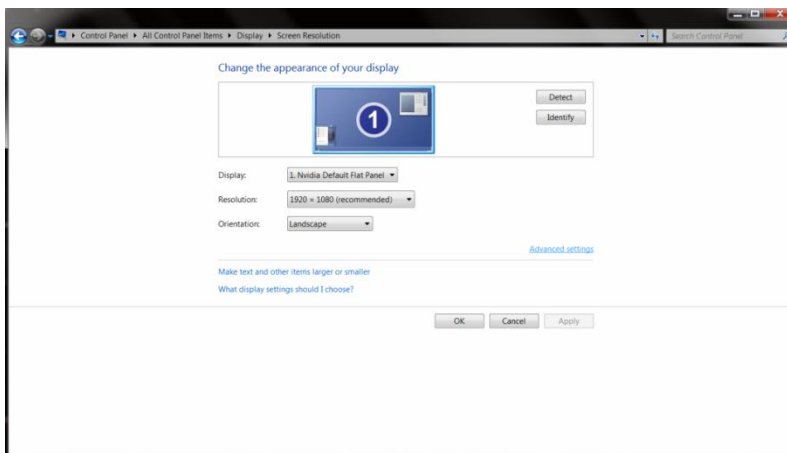 Control Panel ▸ All Control Panel Items ▸ Display ▸ Screen Resolution
Search Control Panel
Change the appearance of your display
1
Detect
Identify
Display: 1. Nvidia Default Flat Panel
Resolution: 1920 × 1080 (recommended)
Orientation: Landscape
Advanced settings
Make text and other items larger or smaller
What display settings should I choose?
OK Cancel Apply